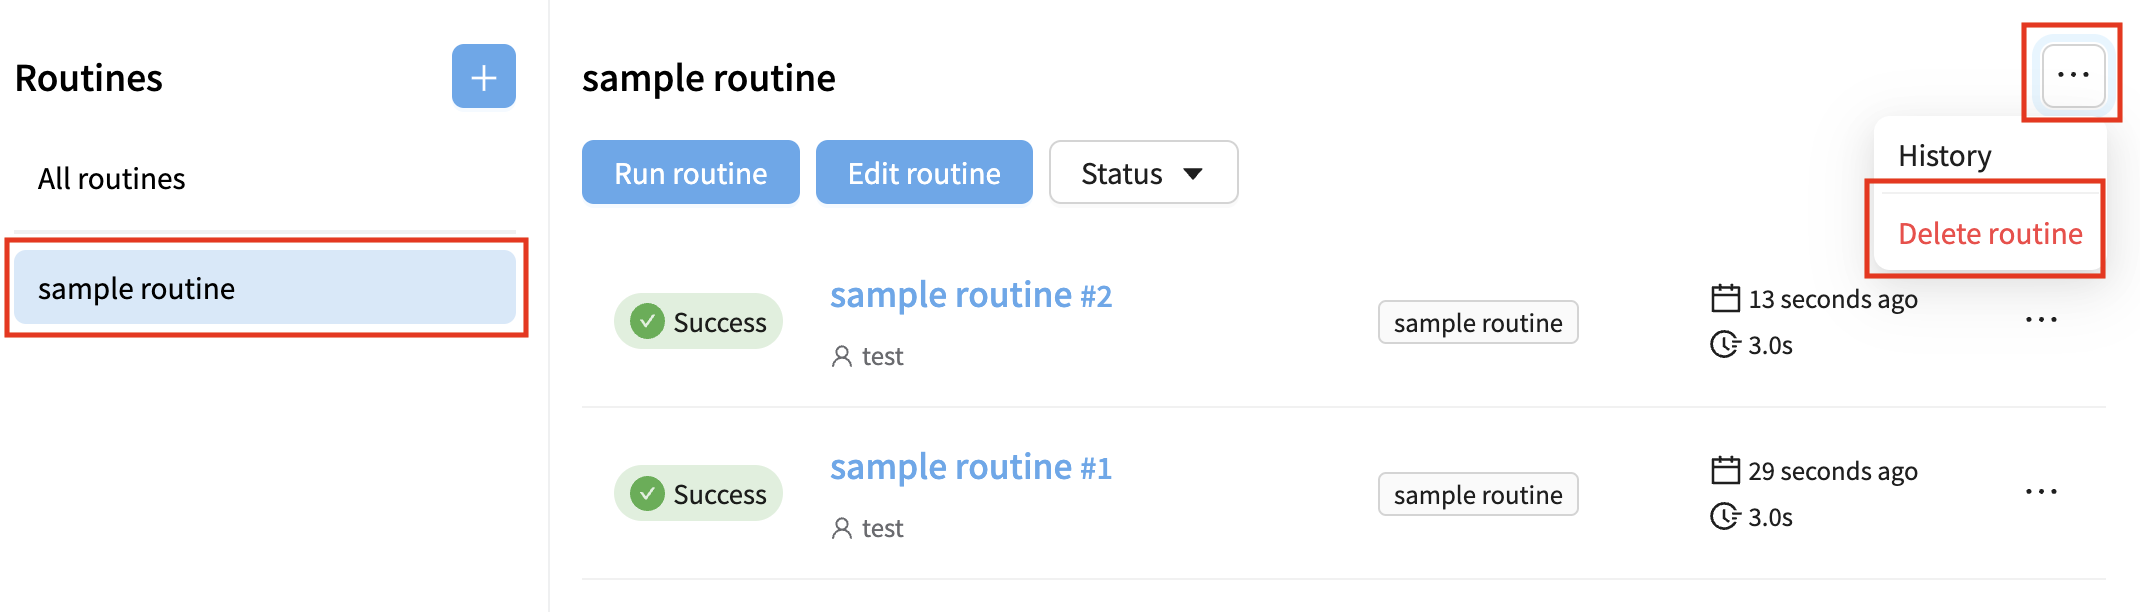 Routines
All routines
sample routine
sample routine
Run routine
Edit routine
Status
History
Delete routine
Success
sample routine #2
test
sample routine
13 seconds ago
3.0s
Success
sample routine #1
test
sample routine
29 seconds ago
3.0s